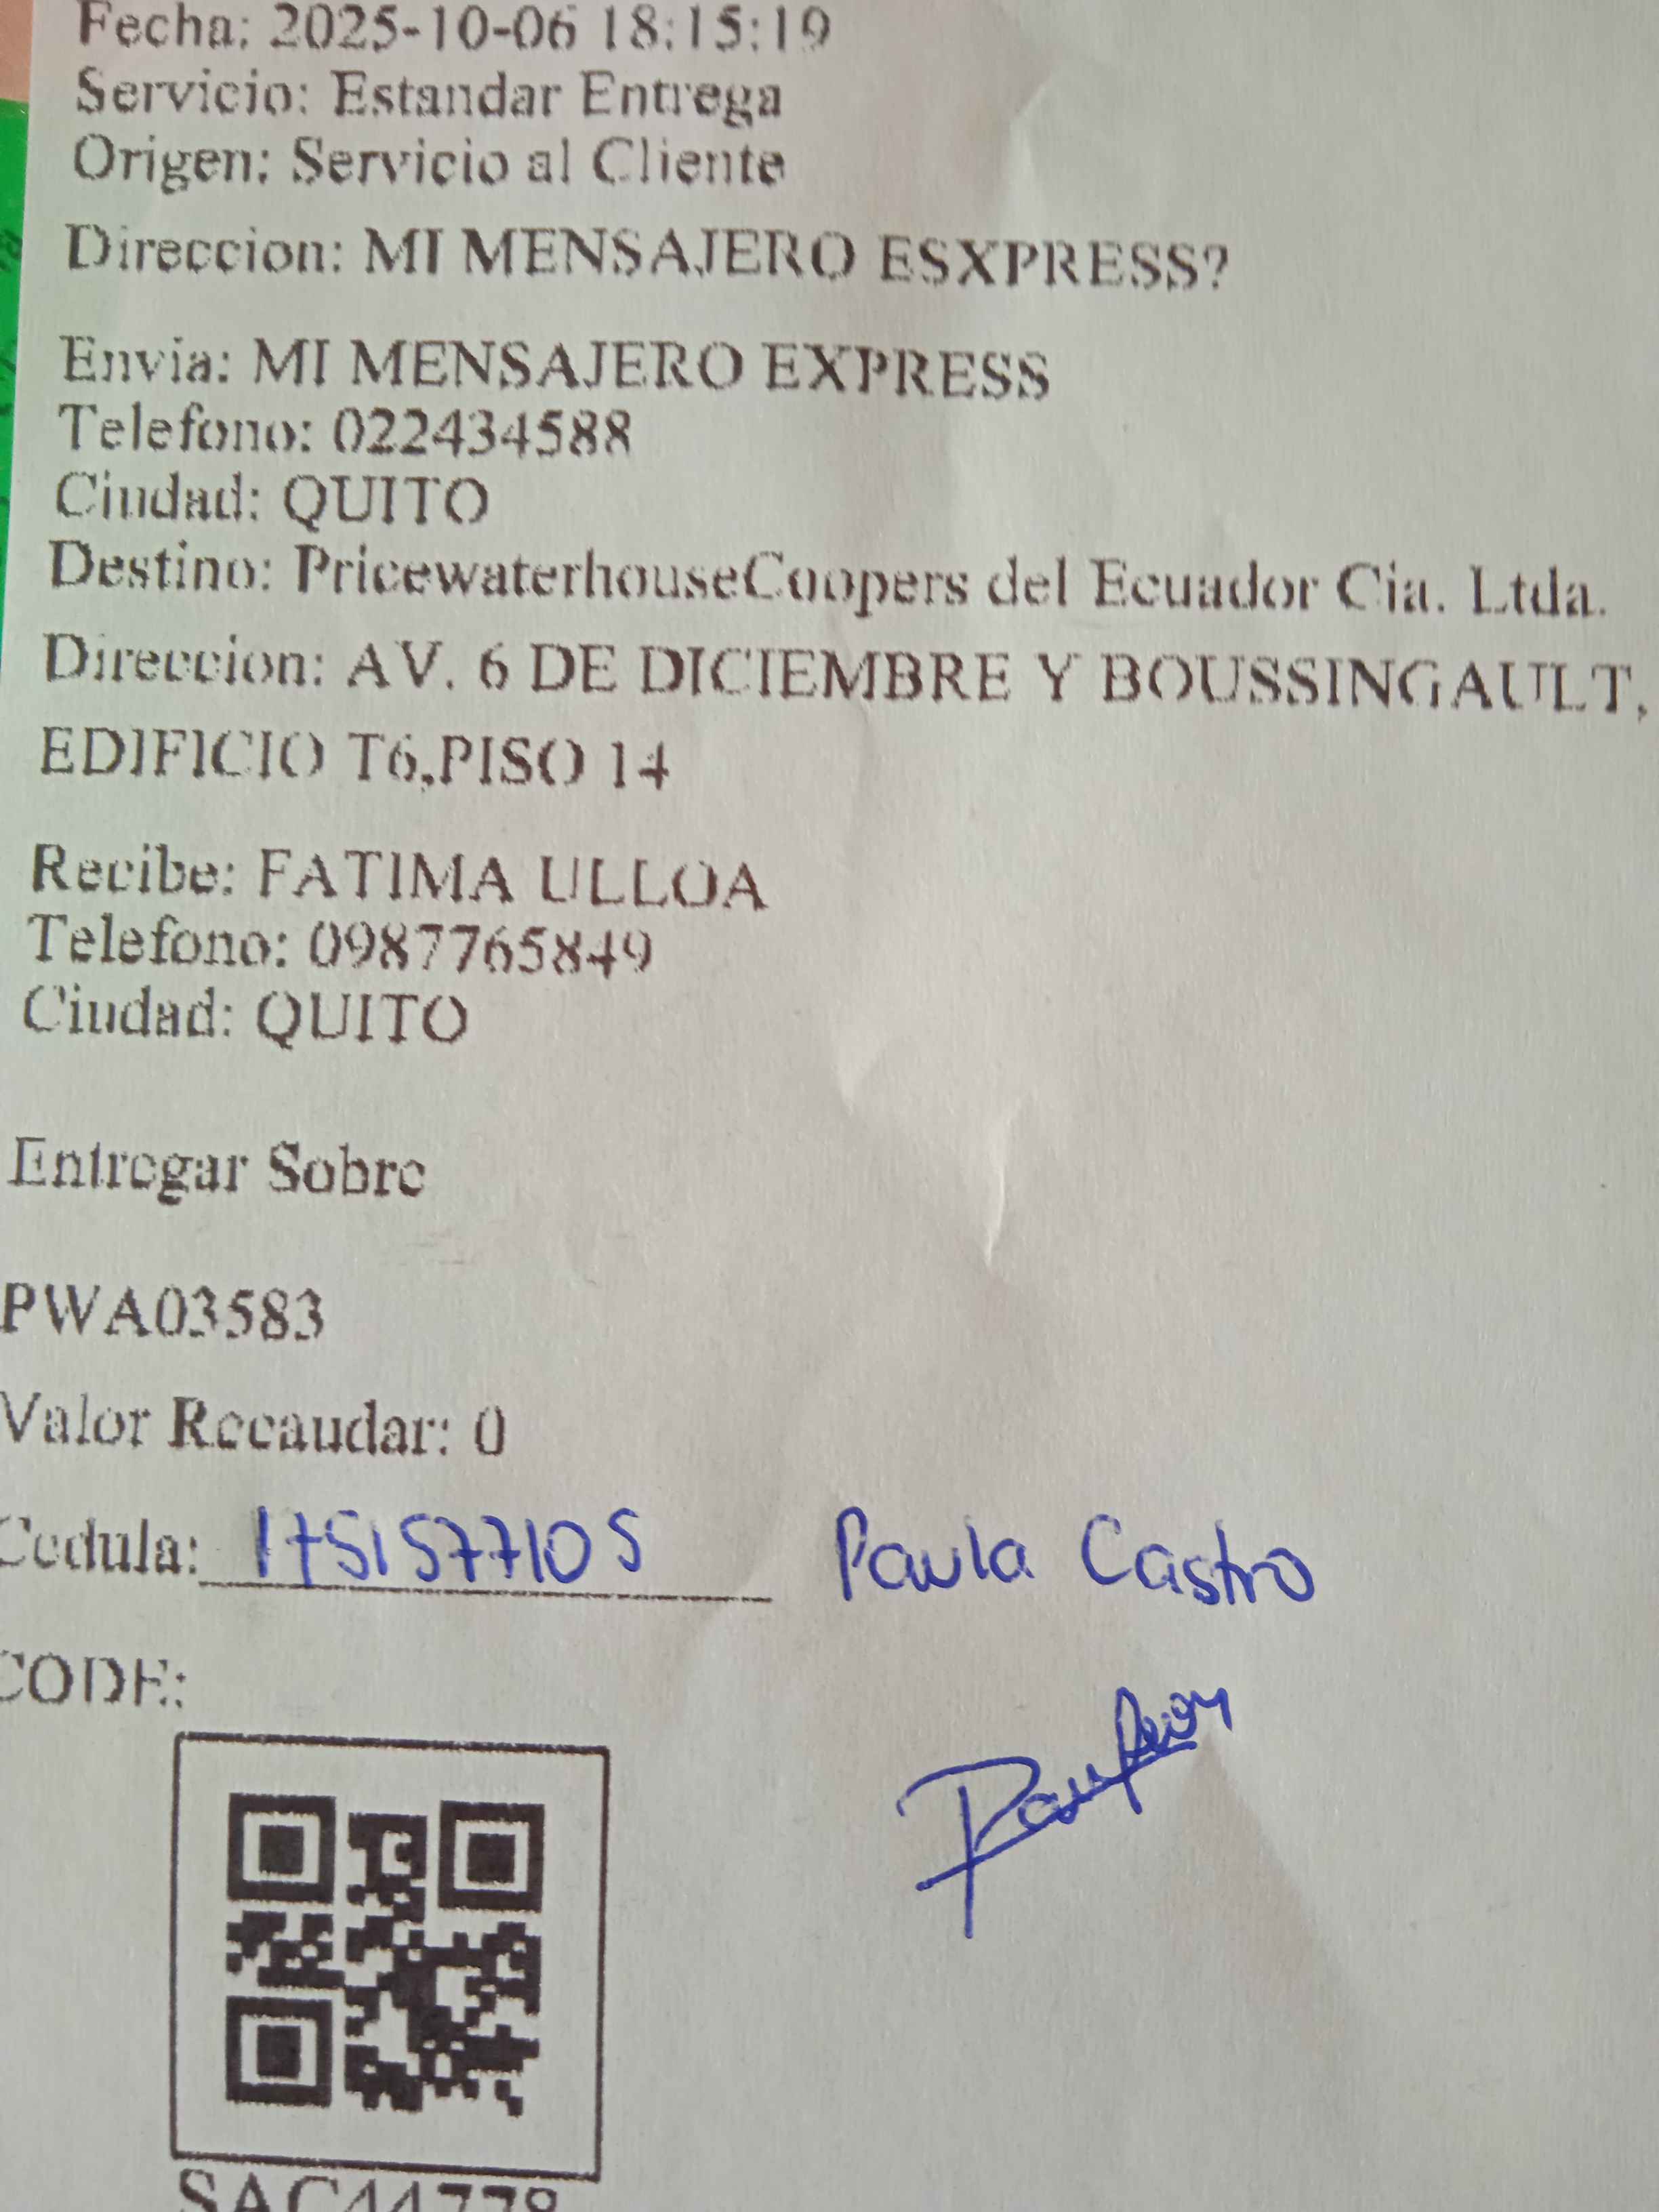 Fecha: 2025-10-06 18:15:19
Servicio: Estandar Entrega
Origen: Servicio al Cliente
Direccion: MI MENSAJERO ESXPRESS?
Envia: MI MENSAJERO EXPRESS
Telefono: 022434588
Ciudad: QUITO
Destino: PricewaterhouseCoopers del Ecuador Cia. Ltda.
Direccion: AV. 6 DE DICIEMBRE Y BOUSSINGAULT,
EDIFICIO T6,PISO 14
Recibe: FATIMA ULLOA
Telefono: 0987765849
Ciudad: QUITO
Entregar Sobre
PWA03583
Valor Recaudar: 0
Cedula: 1751577105 Paula Castro
CODE:
SAC44778